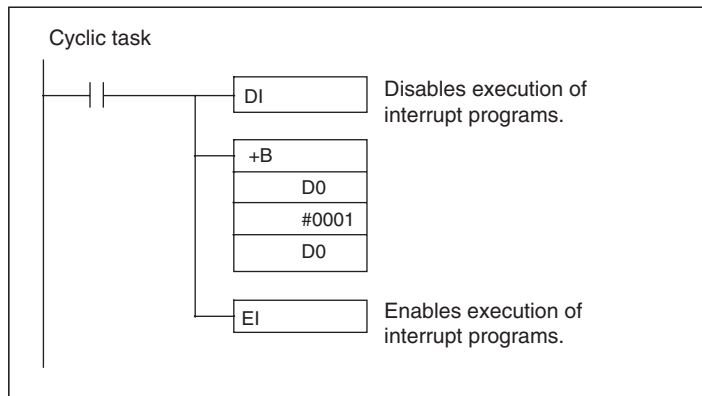 Cyclic task
DI
Disables execution of
interrupt programs.
+B
D0
#0001
D0
EI
Enables execution of
interrupt programs.